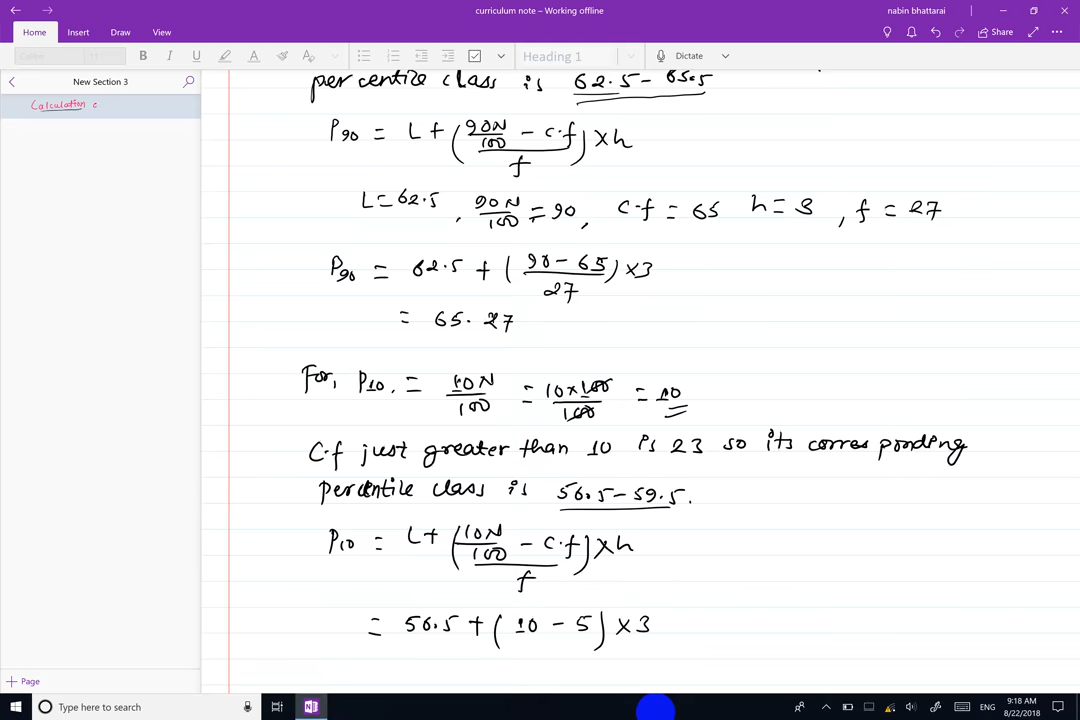 curriculum note – Working offline
nabin bhattarai
Home Insert Draw View
Share
Calibri 11 B I U A Heading 1 Dictate
New Section 3
Calculation o
percentile class is 62.5-65.5
P90 = L + (90N/100 - c.f / f) × h
L = 62.5, 90N/100 = 90, c.f = 65 h = 3, f = 27
P90 = 62.5 + (90 - 65 / 27) × 3
= 65.27
For, P10, = 10N/100 = 10×100/100 = 10
C.f just greater than 10 is 23 so its corresponding
percentile class is 56.5-59.5.
P10 = L + (10N/100 - c.f / f) × h
= 56.5 + (10 - 5) × 3
+ Page
Type here to search
ENG
9:18 AM
8/22/2018